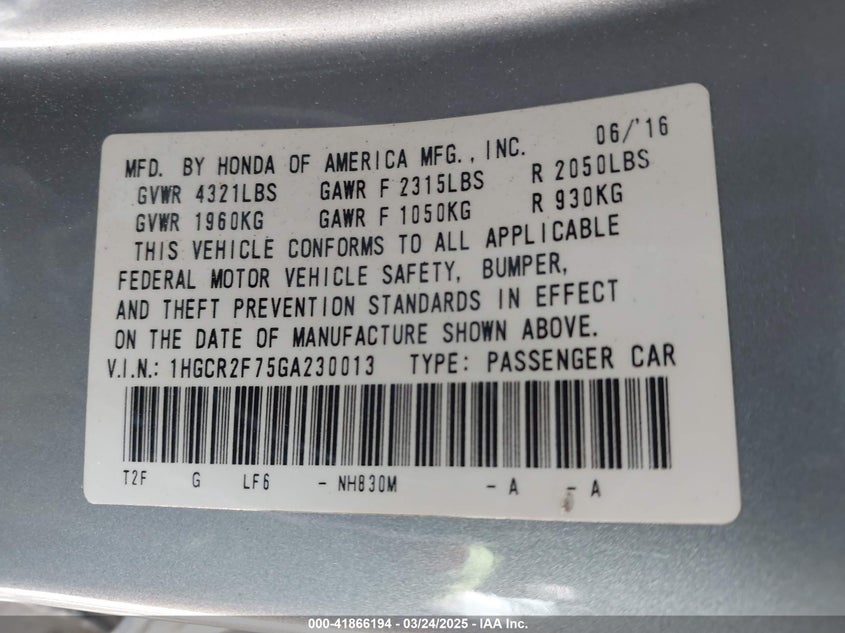 06/'16
MFD. BY HONDA OF AMERICA MFG., INC.
GVWR 4321LBS GAWR F 2315LBS R 2050LBS
GVWR 1960KG GAWR F 1050KG R 930KG
THIS VEHICLE CONFORMS TO ALL APPLICABLE
FEDERAL MOTOR VEHICLE SAFETY, BUMPER,
AND THEFT PREVENTION STANDARDS IN EFFECT
ON THE DATE OF MANUFACTURE SHOWN ABOVE.
V.I.N.: 1HGCR2F75GA230013 TYPE: PASSENGER CAR
T2F G LF6 - NH830M - A - A
000-41866194 - 03/24/2025 - IAA Inc.